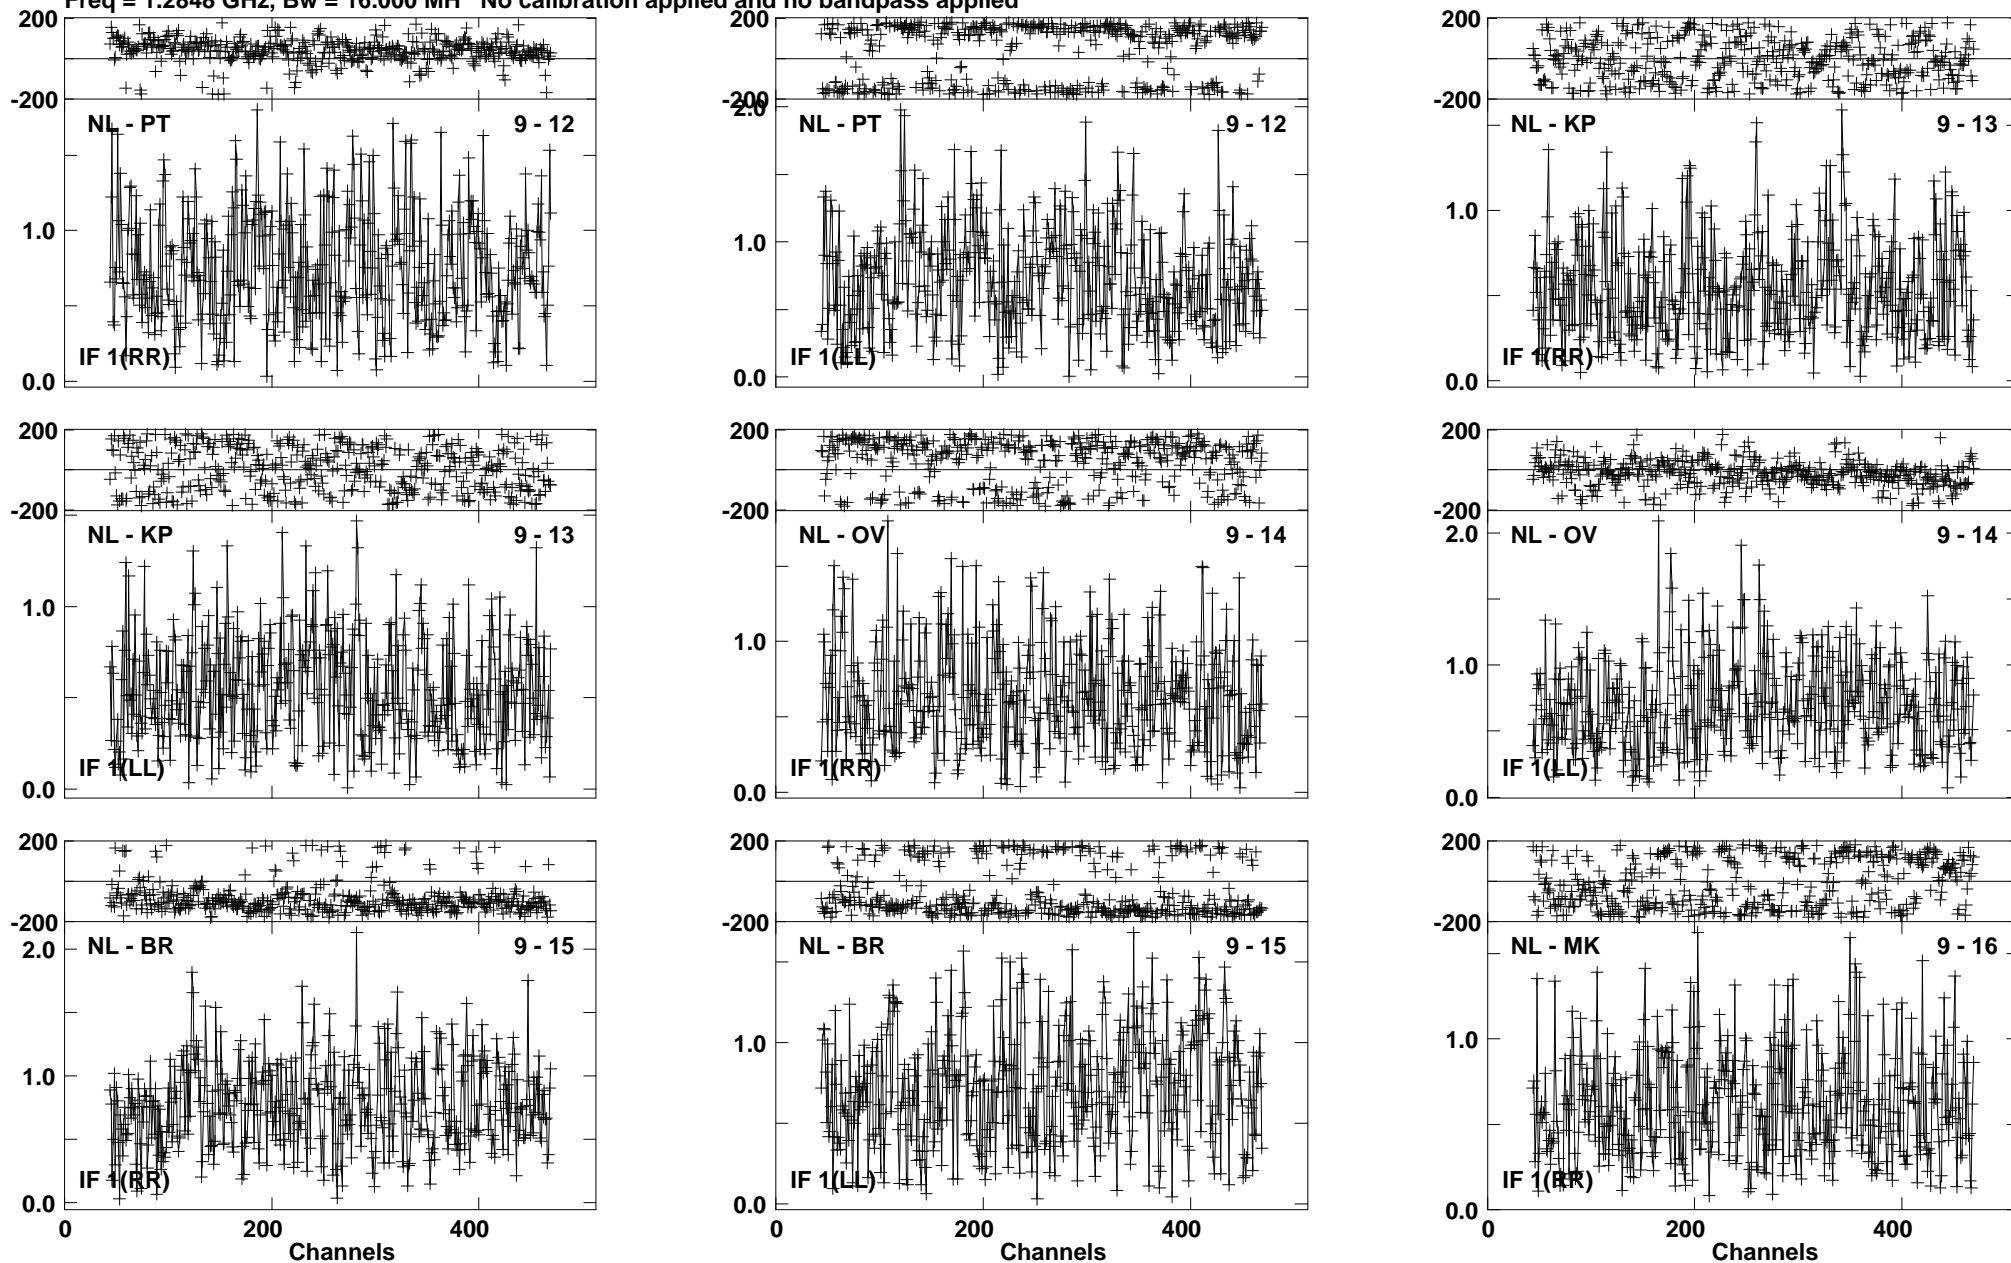 Freq = 1.2848 GHz, Bw = 16.000 MH No calibration applied and no bandpass applied
200
-200
NL - PT 9 - 12
1.0
IF 1(RR)
0.0
200
-200
2.0
NL - PT 9 - 12
1.0
IF 1(LL)
0.0
200
-200
NL - KP 9 - 13
1.0
IF 1(RR)
0.0
200
-200
NL - KP 9 - 13
1.0
IF 1(LL)
0.0
200
-200
NL - OV 9 - 14
1.0
IF 1(RR)
0.0
200
-200
2.0
NL - OV 9 - 14
1.0
IF 1(LL)
0.0
200
-200
2.0
NL - BR 9 - 15
1.0
IF 1(RR)
0.0
0 200 400
Channels
200
-200
NL - BR 9 - 15
1.0
IF 1(LL)
0.0
0 200 400
Channels
200
-200
NL - MK 9 - 16
1.0
IF 1(RR)
0.0
0 200 400
Channels